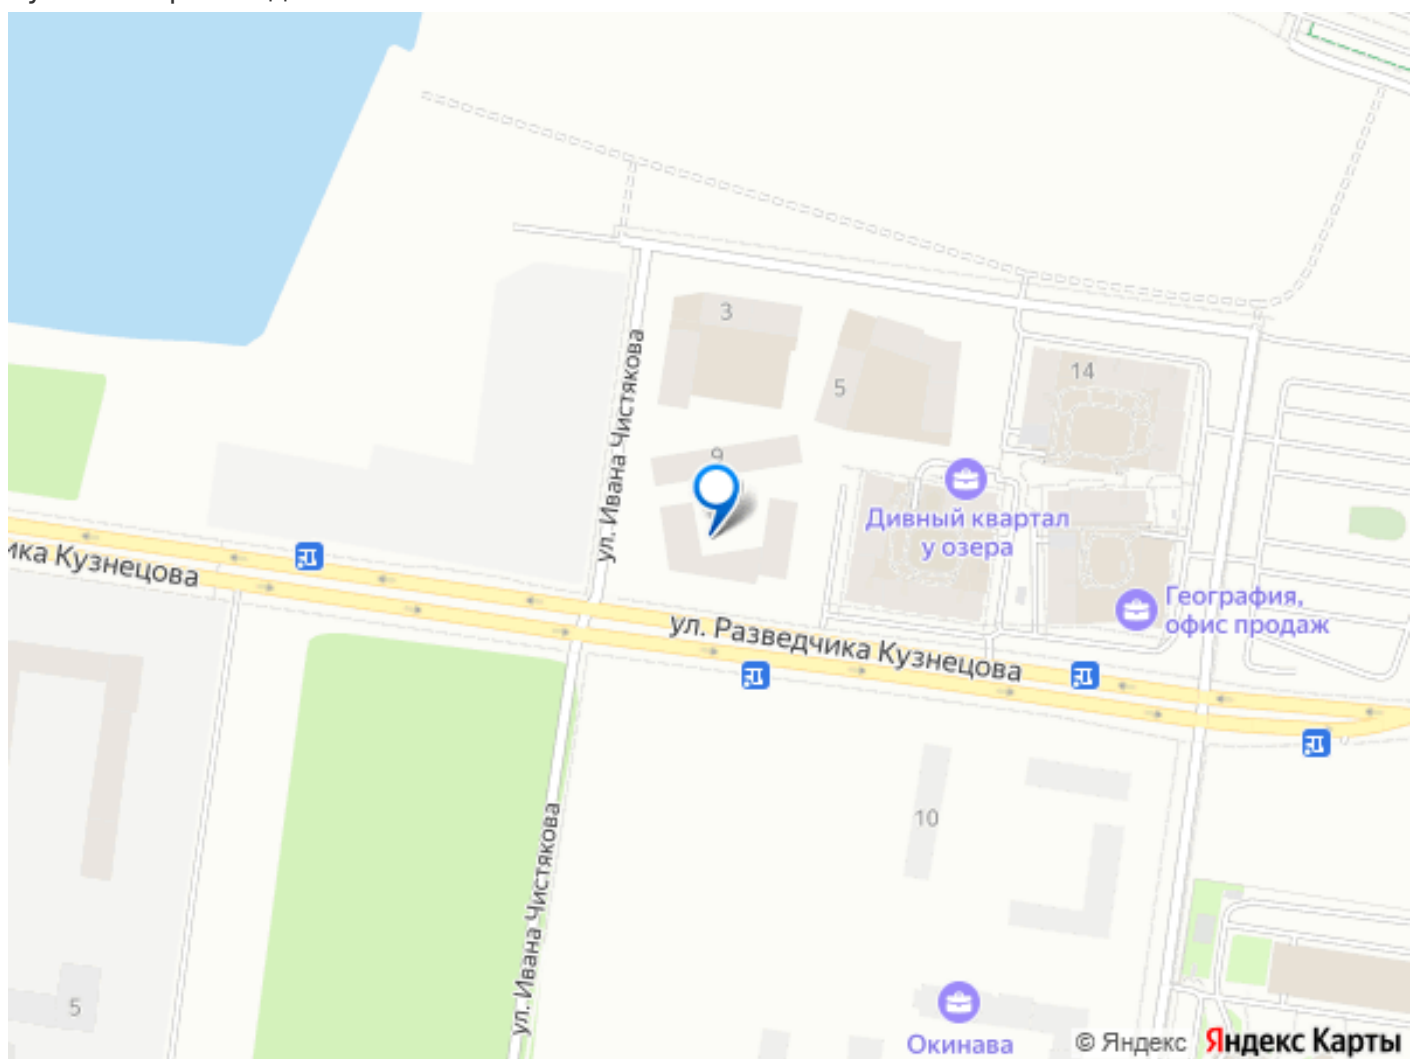 3
14
5
ул. Ивана Чистякова
9
Дивный квартал
у озера
ика Кузнецова
География,
офис продаж
ул. Разведчика Кузнецова
10
ул. Ивана Чистякова
5
Окинава
© Яндекс
Яндекс Карты